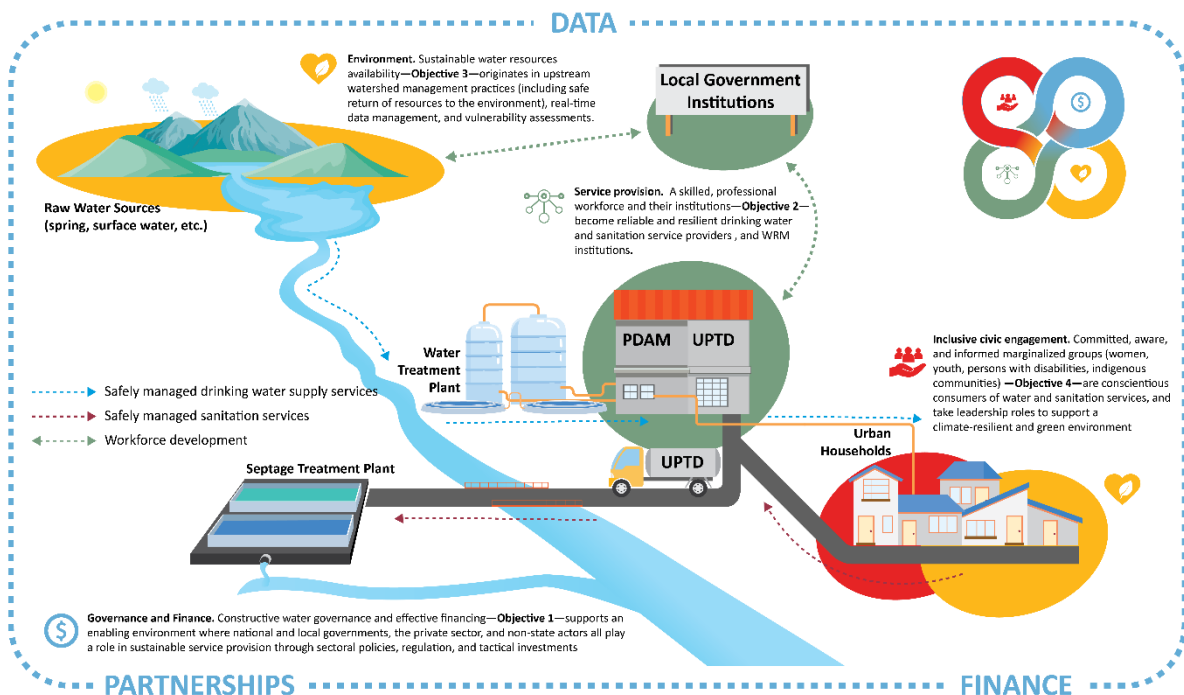 DATA
Environment. Sustainable water resources
availability—Objective 3—originates in upstream
watershed management practices (including safe
return of resources to the environment), real-time
data management, and vulnerability assessments.
Local Government
Institutions
Raw Water Sources
(spring, surface water, etc.)
Service provision. A skilled, professional
workforce and their institutions—Objective 2—
become reliable and resilient drinking water
and sanitation service providers , and WRM
institutions.
PDAM
UPTD
Water
Treatment
Plant
Inclusive civic engagement. Committed, aware,
and informed marginalized groups (women,
youth, persons with disabilities, indigenous
communities) —Objective 4—are conscientious
consumers of water and sanitation services, and
take leadership roles to support a
climate-resilient and green environment
Safely managed drinking water supply services
Safely managed sanitation services
Workforce development
Urban
Households
Septage Treatment Plant
UPTD
$
$
Governance and Finance. Constructive water governance and effective financing—Objective 1—supports an
enabling environment where national and local governments, the private sector, and non-state actors all play
a role in sustainable service provision through sectoral policies, regulation, and tactical investments
PARTNERSHIPS
FINANCE